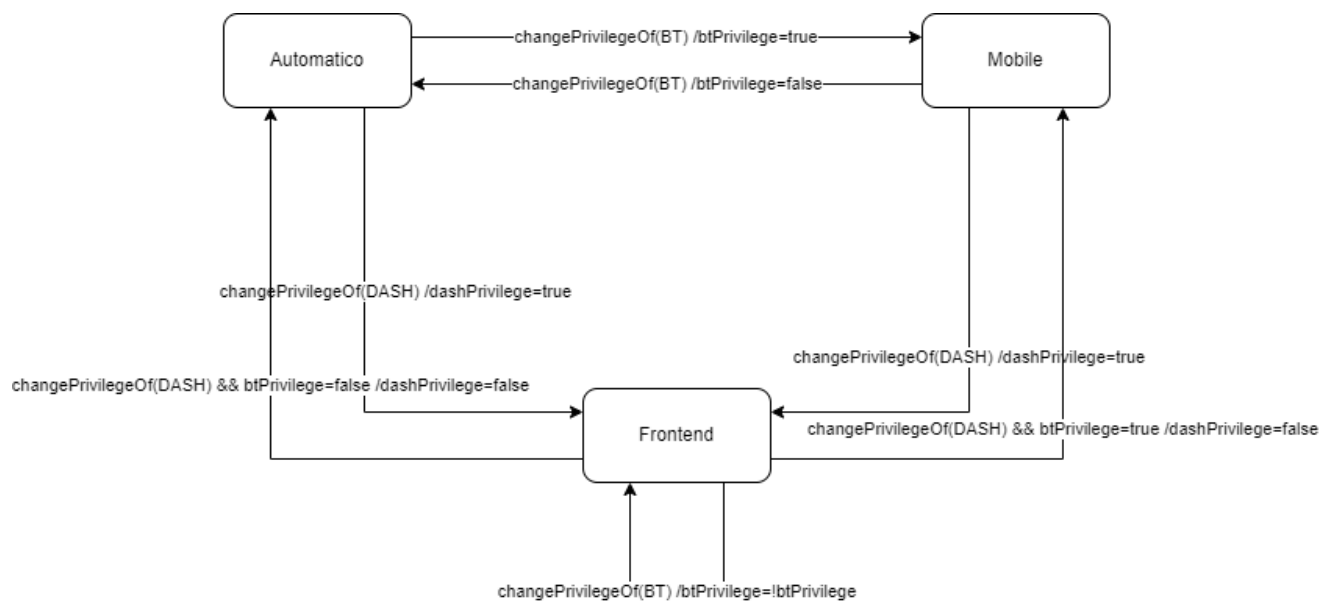 changePrivilegeOf(BT) /btPrivilege=true
Automatico
Mobile
changePrivilegeOf(BT) /btPrivilege=false
changePrivilegeOf(DASH) /dashPrivilege=true
changePrivilegeOf(DASH) /dashPrivilege=true
changePrivilegeOf(DASH) && btPrivilege=false /dashPrivilege=false
changePrivilegeOf(DASH) && btPrivilege=true /dashPrivilege=false
Frontend
changePrivilegeOf(BT) /btPrivilege=!btPrivilege